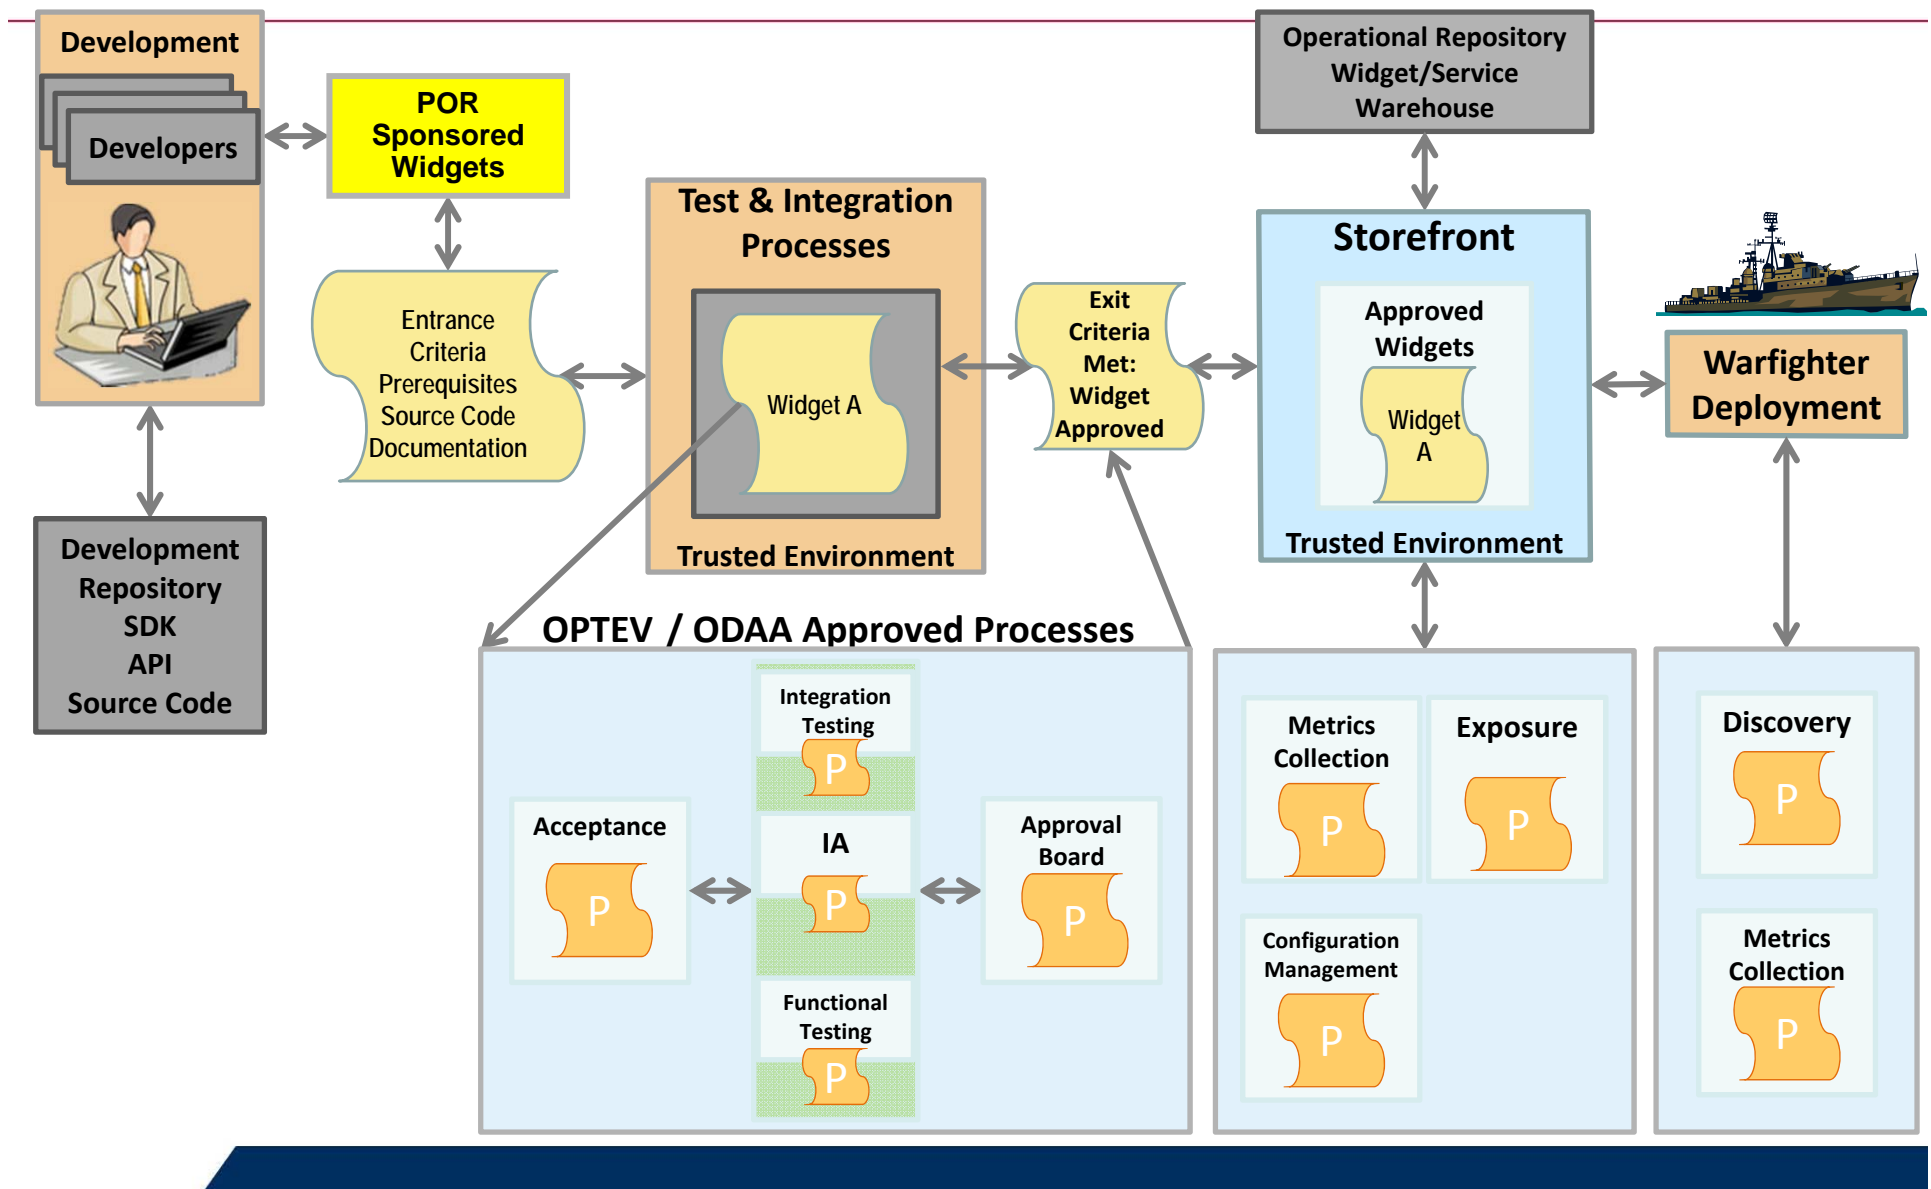 Development
Developers
POR
Sponsored
Widgets
Entrance
Criteria
Prerequisites
Source Code
Documentation
Development
Repository
SDK
API
Source Code
Test & Integration
Processes
Widget A
Trusted Environment
Exit
Criteria
Met:
Widget
Approved
Operational Repository
Widget/Service
Warehouse
Storefront
Approved
Widgets
Widget
A
Trusted Environment
Warfighter
Deployment
OPTEV / ODAA Approved Processes
Acceptance
P
Integration
Testing
P
IA
P
Functional
Testing
P
Approval
Board
P
Metrics
Collection
P
Exposure
P
Configuration
Management
P
Discovery
P
Metrics
Collection
P